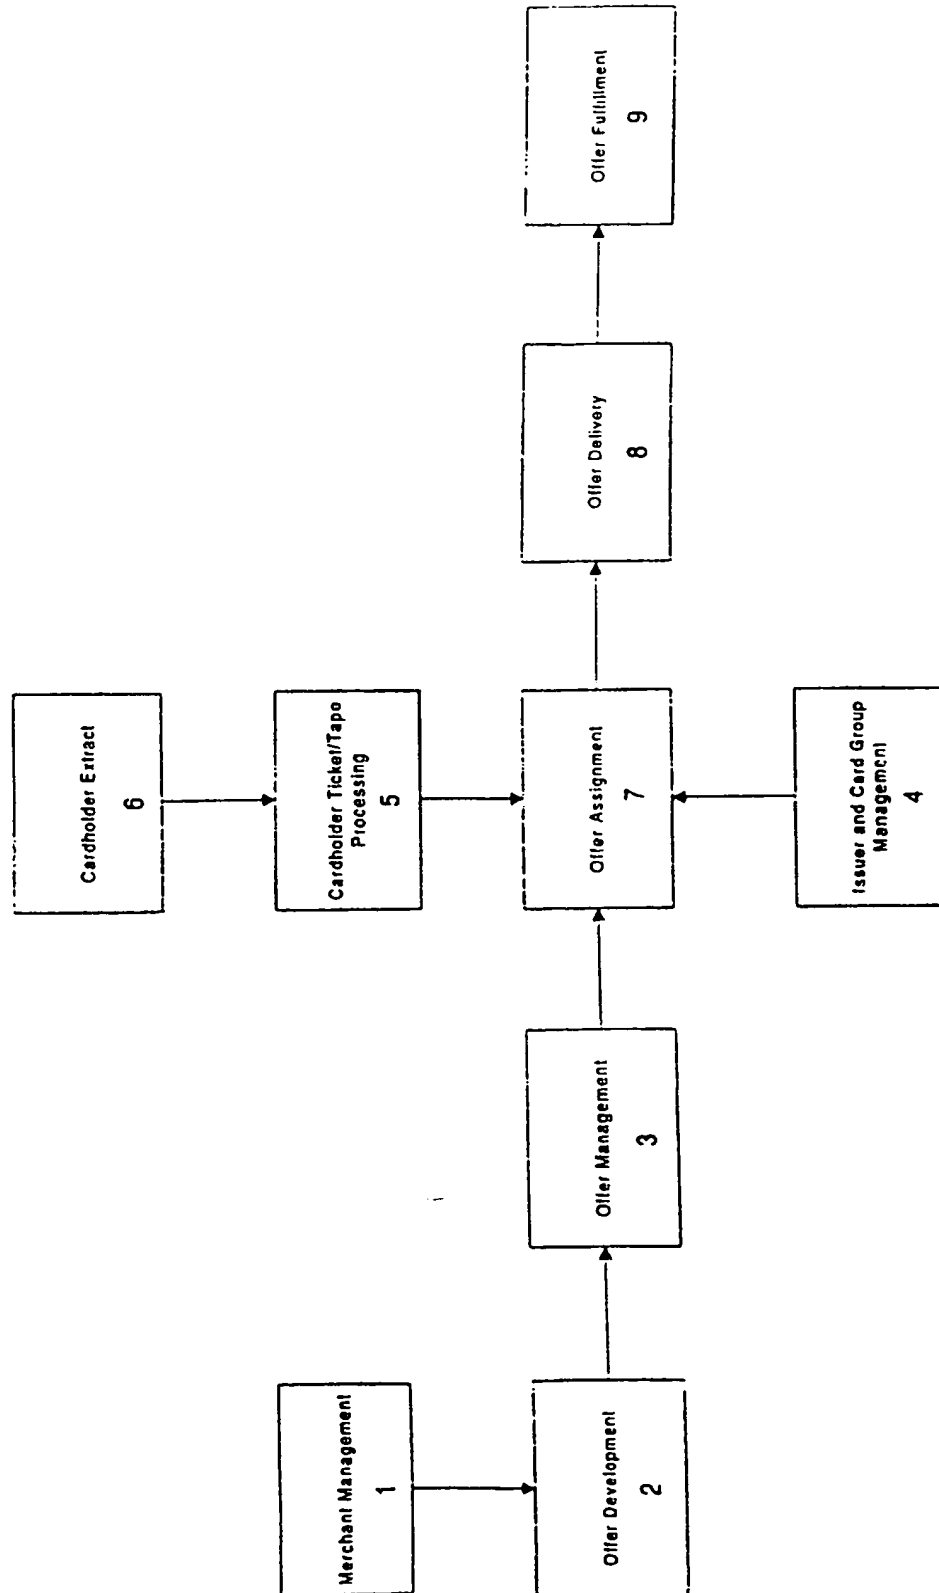 Cardholder Extract
6
Cardholder Ticket/Tapo
Processing
5
Merchant Management
1
Offer Development
2
Offer Management
3
Offer Assignment
7
Offer Delivery
8
Offer Fulfillment
9
Issuer and Card Group
Management
4